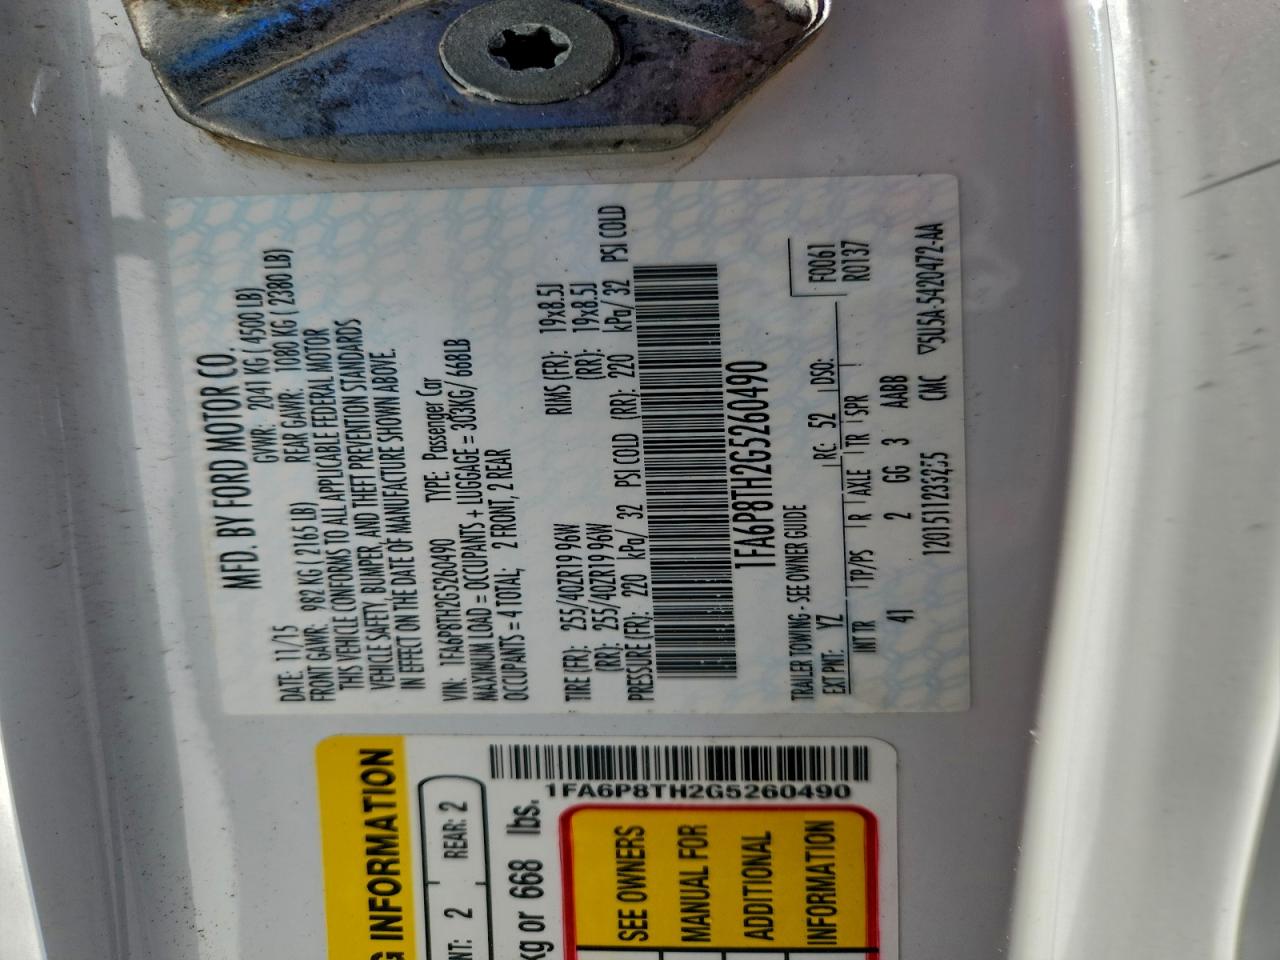 MFD. BY FORD MOTOR CO.
DATE: 11/15 GVWR: 2041 KG ( 4500 LB)
FRONT GAWR: 982 KG ( 2165 LB) REAR GAWR: 1080 KG ( 2380 LB)
THIS VEHICLE CONFORMS TO ALL APPLICABLE FEDERAL MOTOR
VEHICLE SAFETY, BUMPER, AND THEFT PREVENTION STANDARDS
IN EFFECT ON THE DATE OF MANUFACTURE SHOWN ABOVE.
VIN: 1FA6P8TH2G5260490 TYPE: Passenger Car
MAXIMUM LOAD = OCCUPANTS + LUGGAGE = 303KG/ 668LB
OCCUPANTS = 4 TOTAL; 2 FRONT, 2 REAR
TIRE (FR): 255/40ZR19 96W RIMS (FR): 19x8.5J
(RR): 255/40ZR19 96W (RR): 19x8.5J
PRESSURE (FR): 220 kPa/ 32 PSI COLD (RR): 220 kPa/ 32 PSI COLD
1FA6P8TH2G5260490
TRAILER TOWING - SEE OWNER GUIDE F0061
EXT PNT: YZ RC: 52 DSO: R0137
INT TR TP/PS R AXLE TR SPR
41 2 GG 3 AABB
CMC ▽5U5A-5420472-AA
G INFORMATION
NT: 2 REAR: 2
kg or 668 lbs.
1FA6P8TH2G5260490
SEE OWNERS
MANUAL FOR
ADDITIONAL
INFORMATION